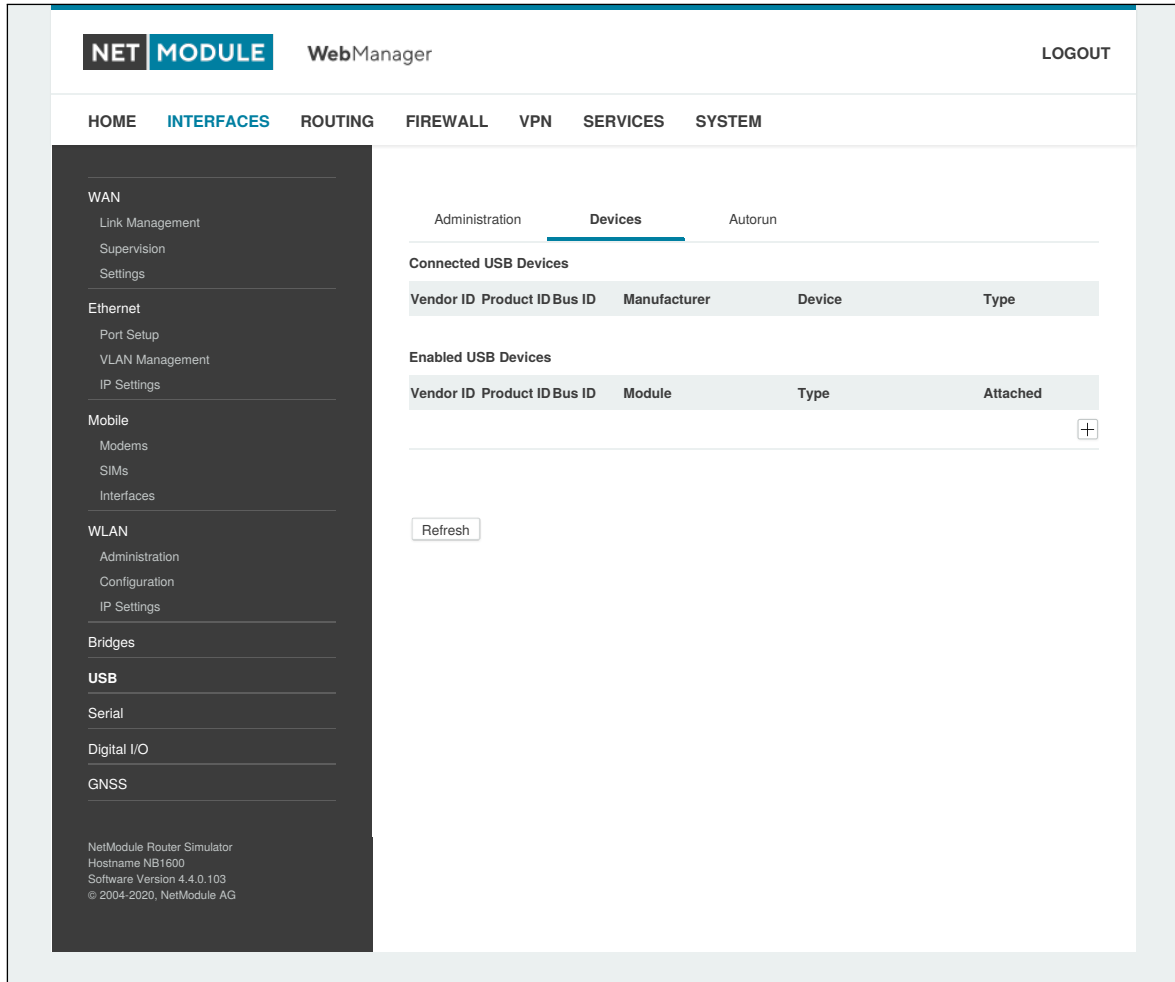 NET MODULE WebManager LOGOUT
HOME INTERFACES ROUTING FIREWALL VPN SERVICES SYSTEM
WAN
Link Management
Supervision
Settings
Ethernet
Port Setup
VLAN Management
IP Settings
Mobile
Modems
SIMs
Interfaces
WLAN
Administration
Configuration
IP Settings
Bridges
USB
Serial
Digital I/O
GNSS
NetModule Router Simulator
Hostname NB1600
Software Version 4.4.0.103
© 2004-2020, NetModule AG
Administration Devices Autorun
Connected USB Devices
Vendor ID Product ID Bus ID Manufacturer Device Type
Enabled USB Devices
Vendor ID Product ID Bus ID Module Type Attached
Refresh